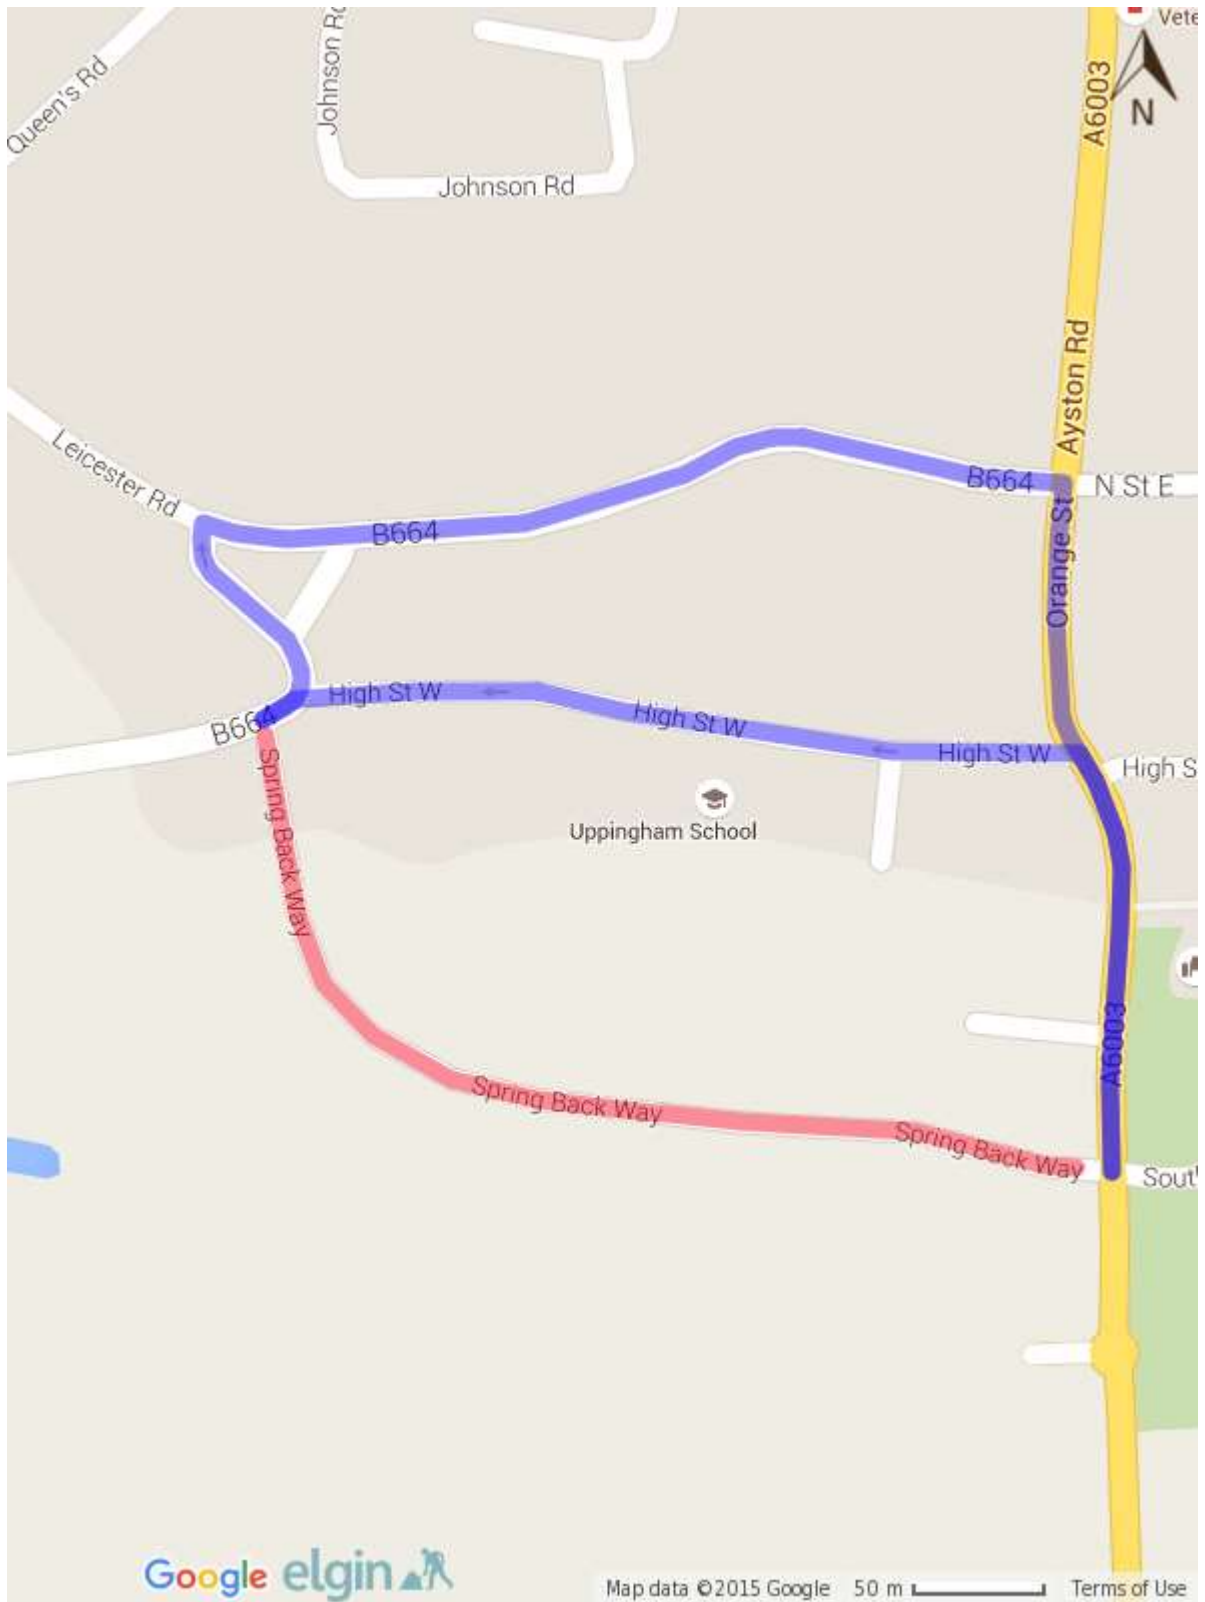 Vete
Johnson Rd
A6003
Queen's Rd
N
Johnson Rd
Ayston Rd
Leicester Rd
B664
N St E
Orange St
B664
High St W
High St W
B664
High St W
High S
Spring Back Way
Uppingham School
A6003
Spring Back Way
Spring Back Way
Sout
Google elgin
Map data ©2015 Google 50 m Terms of Use